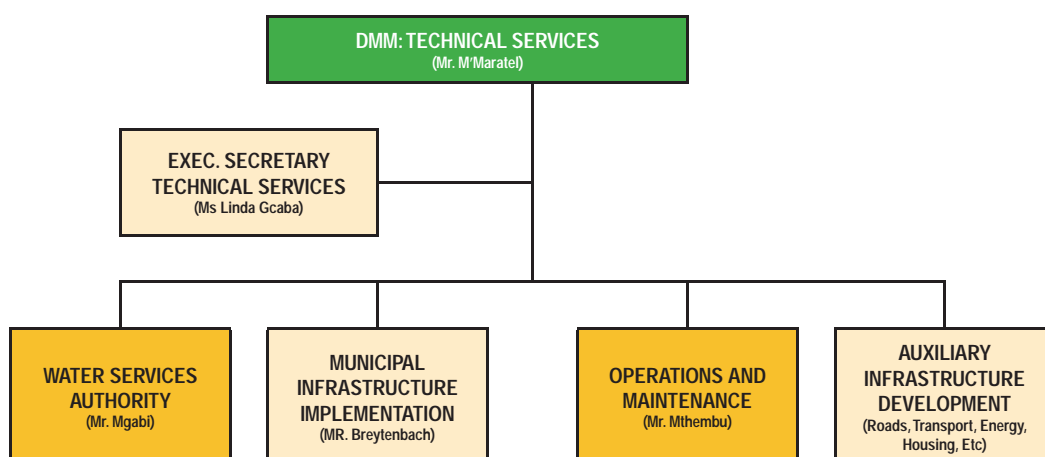 DMM: TECHNICAL SERVICES
(Mr. M'Maratel)
EXEC. SECRETARY
TECHNICAL SERVICES
(Ms Linda Gcaba)
WATER SERVICES
AUTHORITY
(Mr. Mgabi)
MUNICIPAL
INFRASTRUCTURE
IMPLEMENTATION
(MR. Breytenbach)
OPERATIONS AND
MAINTENANCE
(Mr. Mthembu)
AUXILIARY
INFRASTRUCTURE
DEVELOPMENT
(Roads, Transport, Energy,
Housing, Etc)